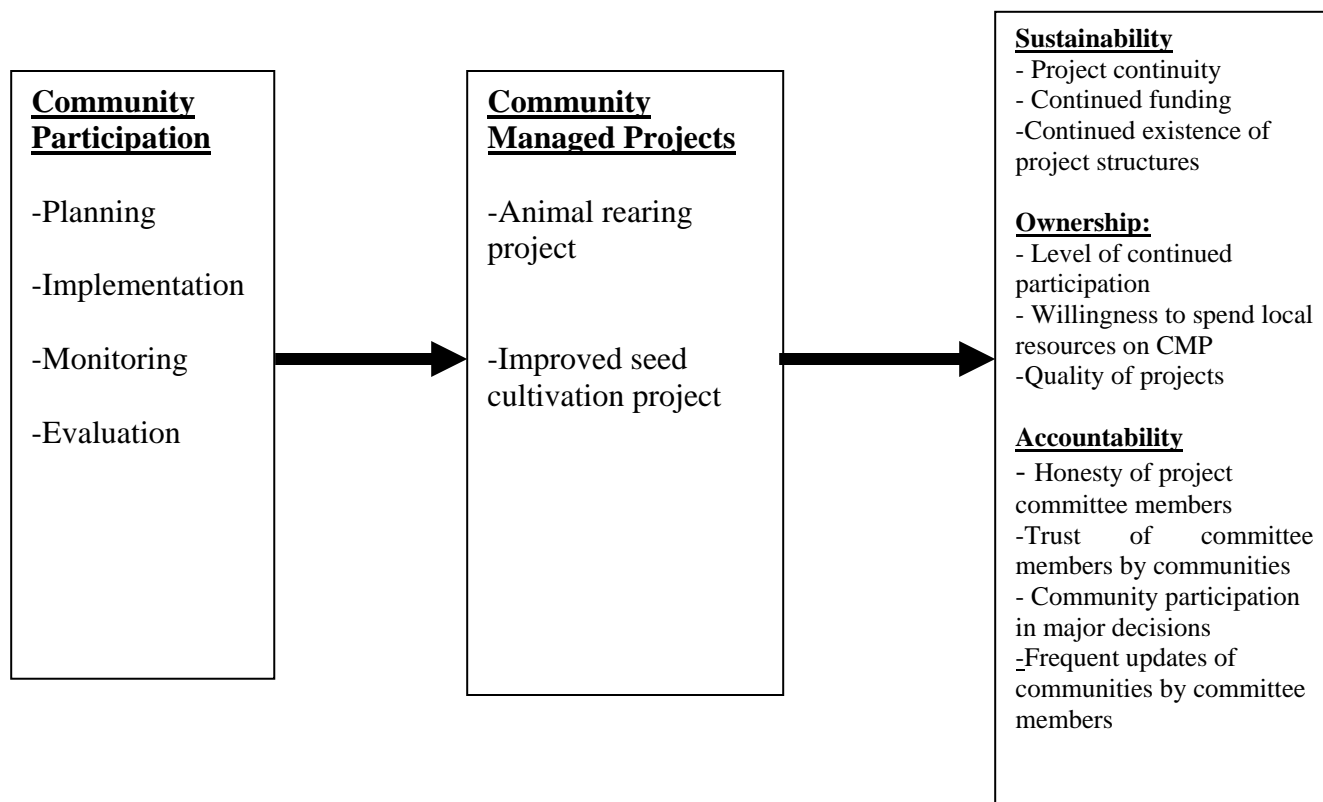 Community
Participation
-Planning
-Implementation
-Monitoring
-Evaluation
Community
Managed Projects
-Animal rearing
project
-Improved seed
cultivation project
Sustainability
- Project continuity
- Continued funding
-Continued existence of
project structures
Ownership:
- Level of continued
participation
- Willingness to spend local
resources on CMP
-Quality of projects
Accountability
- Honesty of project
committee members
-Trust of committee
members by communities
- Community participation
in major decisions
-Frequent updates of
communities by committee
members